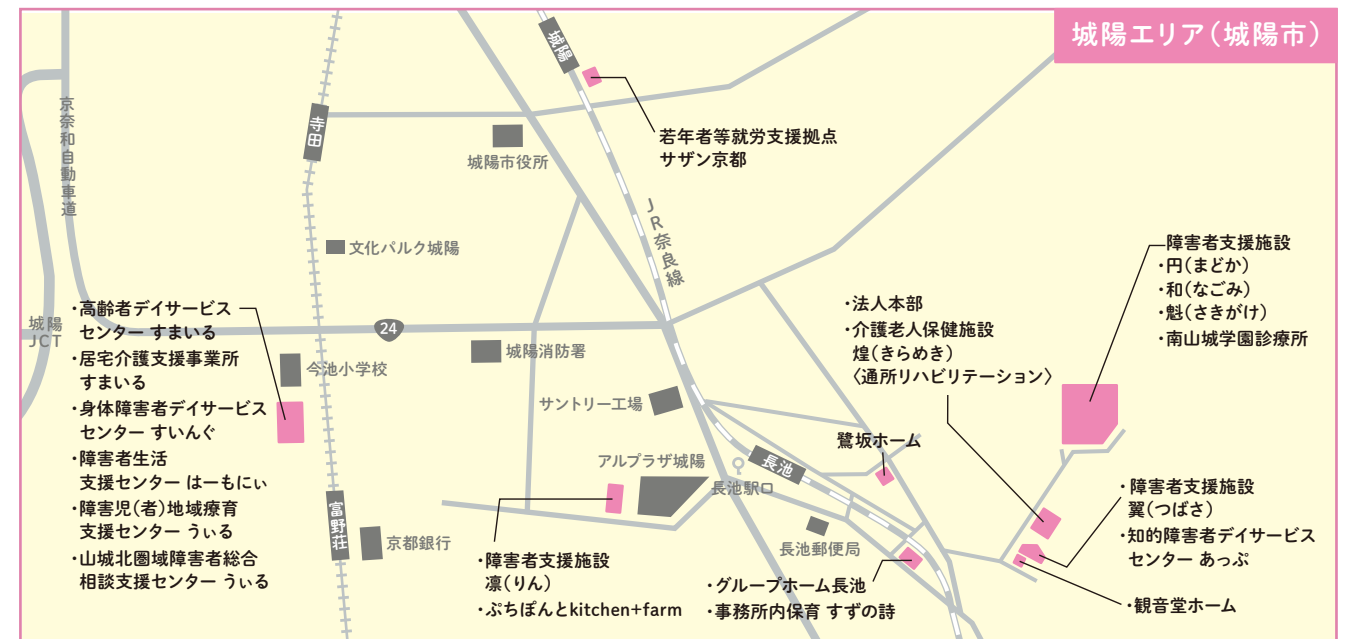 城陽エリア（城陽市）
城陽
若年者等就労支援拠点
サザン京都
京奈和自動車道
寺田
城陽市役所
JR奈良線
文化パルク城陽
城陽
JCT
24
・高齢者デイサービス
センター すまいる
・居宅介護支援事業所
すまいる
・身体障害者デイサービス
センター すいんぐ
・障害者生活
支援センター はーもにぃ
・障害児（者）地域療育
支援センター うぃる
・山城北圏域障害者総合
相談支援センター うぃる
今池小学校
城陽消防署
サントリー工場
アルプラザ城陽
長池
長池駅口
富野荘
京都銀行
・障害者支援施設
凛（りん）
・ぷちぽんとkitchen+farm
長池郵便局
・グループホーム長池
・事務所内保育 すずの詩
鷺坂ホーム
・法人本部
・介護老人保健施設
煌（きらめき）
〈通所リハビリテーション〉
障害者支援施設
・円（まどか）
・和（なごみ）
・魁（さきがけ）
・南山城学園診療所
・障害者支援施設
翼（つばさ）
・知的障害者デイサービス
センター あっぷ
・観音堂ホーム